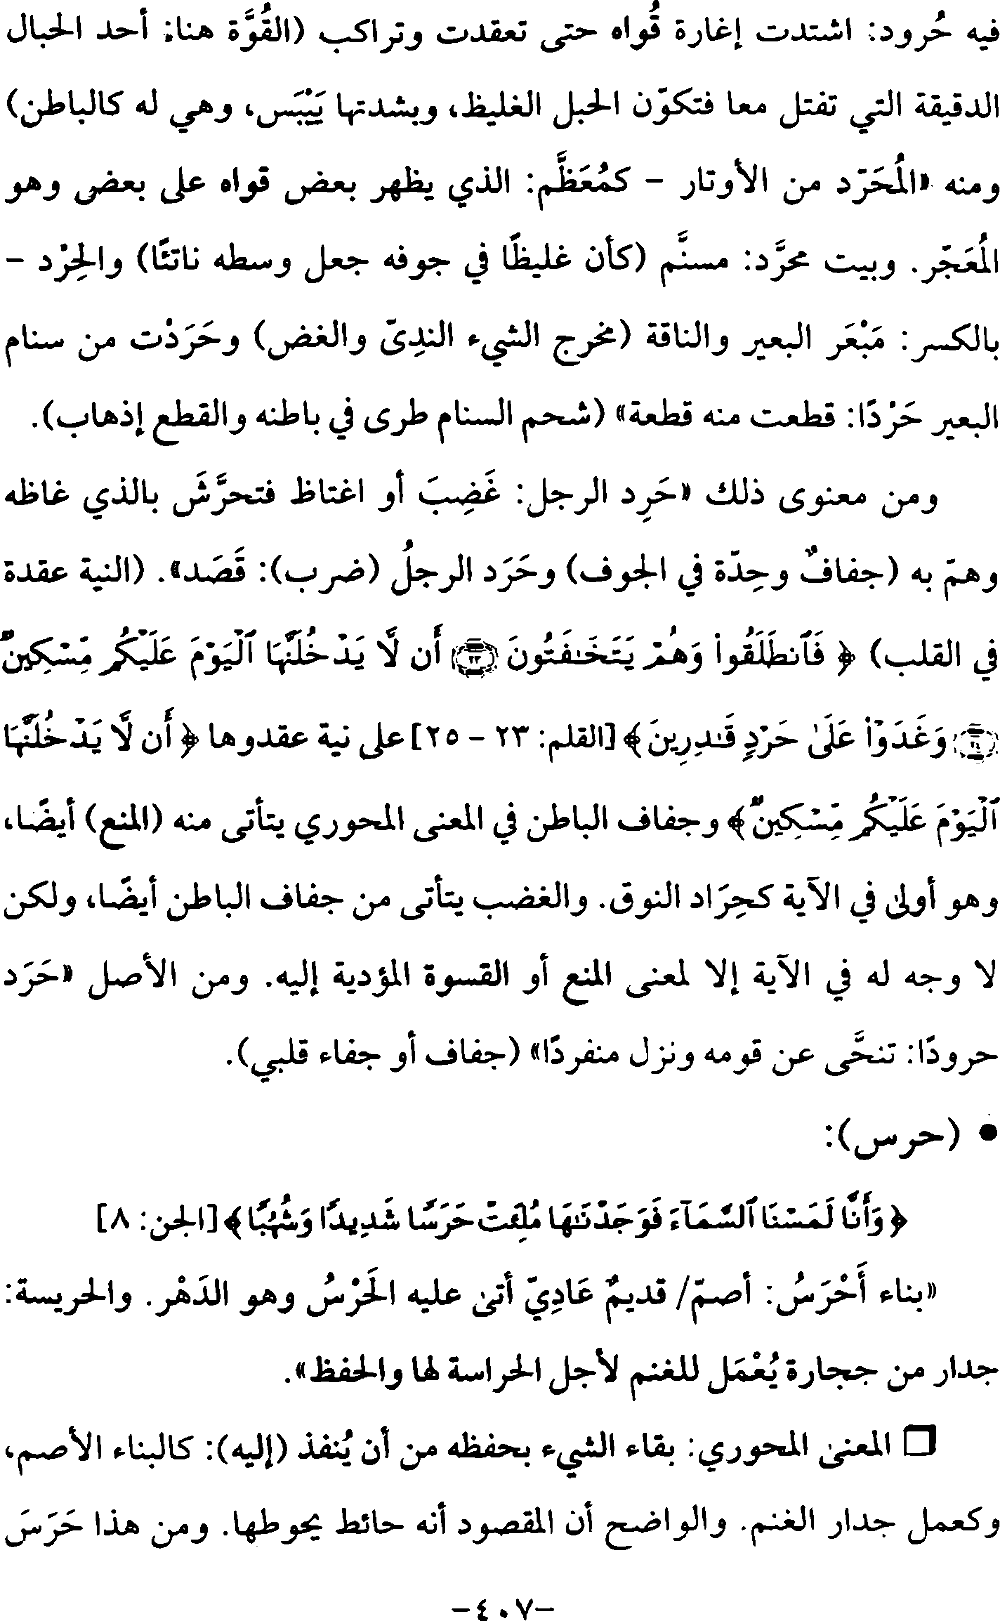 فيه حُرود: اشتدت إغارة قُواه حتى تعقدت وتراكب (القُوَّة هنا: أحد الحبال
الدقيقة التي تفتل معا فتكوّن الحبل الغليظ، وبشدتها يَيْبَس، وهي له كالباطن)
ومنه «المُحَرّد من الأوتار - كمُعَظَّم: الذي يظهر بعض قواه على بعض وهو
المُعَجّر. وبيت محرَّد: مسنَّم (كأن غليظًا في جوفه جعل وسطه ناتئًا) والحِرْد -
بالكسر: مَبْعَر البعير والناقة (مخرج الشيء الندِىّ والغض) وحَرَدْت من سنام
البعير حَرْدًا: قطعت منه قطعة» (شحم السنام طرى في باطنه والقطع إذهاب).
ومن معنوى ذلك «حَرِد الرجل: غَضِبَ أو اغتاظ فتحرَّشَ بالذي غاظه
وهمّ به (جفافٌ وحِدّة في الجوف) وحَرَد الرجلُ (ضرب): قَصَد». (النية عقدة
في القلب) ﴿ فَٱنطَلَقُوا۟ وَهُمْ يَتَخَـٰفَتُونَ ﴿٢٣﴾ أَن لَّا يَدْخُلَنَّهَا ٱلْيَوْمَ عَلَيْكُم مِّسْكِينٌ
﴿٢٤﴾ وَغَدَوْا۟ عَلَىٰ حَرْدٍ قَـٰدِرِينَ ﴾ [القلم: ٢٣ - ٢٥] على نية عقدوها ﴿ أَن لَّا يَدْخُلَنَّهَا
ٱلْيَوْمَ عَلَيْكُم مِّسْكِينٌ ﴾ وجفاف الباطن في المعنى المحوري يتأتى منه (المنع) أيضًا،
وهو أولىٰ في الآية كحِرَاد النوق. والغضب يتأتى من جفاف الباطن أيضًا، ولكن
لا وجه له في الآية إلا لمعنى المنع أو القسوة المؤدية إليه. ومن الأصل «حَرَد
حرودًا: تنحَّى عن قومه ونزل منفردًا» (جفاف أو جفاء قلبي).
• (حرس):
﴿ وَأَنَّا لَمَسْنَا ٱلسَّمَآءَ فَوَجَدْنَـٰهَا مُلِئَتْ حَرَسًا شَدِيدًا وَشُهُبًا ﴾ [الجن: ٨]
«بناء أَحْرَسُ: أصمّ/ قديمٌ عَادِيّ أتىٰ عليه الحَرْسُ وهو الدَهْر. والحريسة:
جدار من حجارة يُعْمَل للغنم لأجل الحراسة لها والحفظ».
□ المعنىٰ المحوري: بقاء الشيء بحفظه من أن يُنفذ (إليه): كالبناء الأصم،
وكعمل جدار الغنم. والواضح أن المقصود أنه حائط يحوطها. ومن هذا حَرَسَ
-٤٠٧-